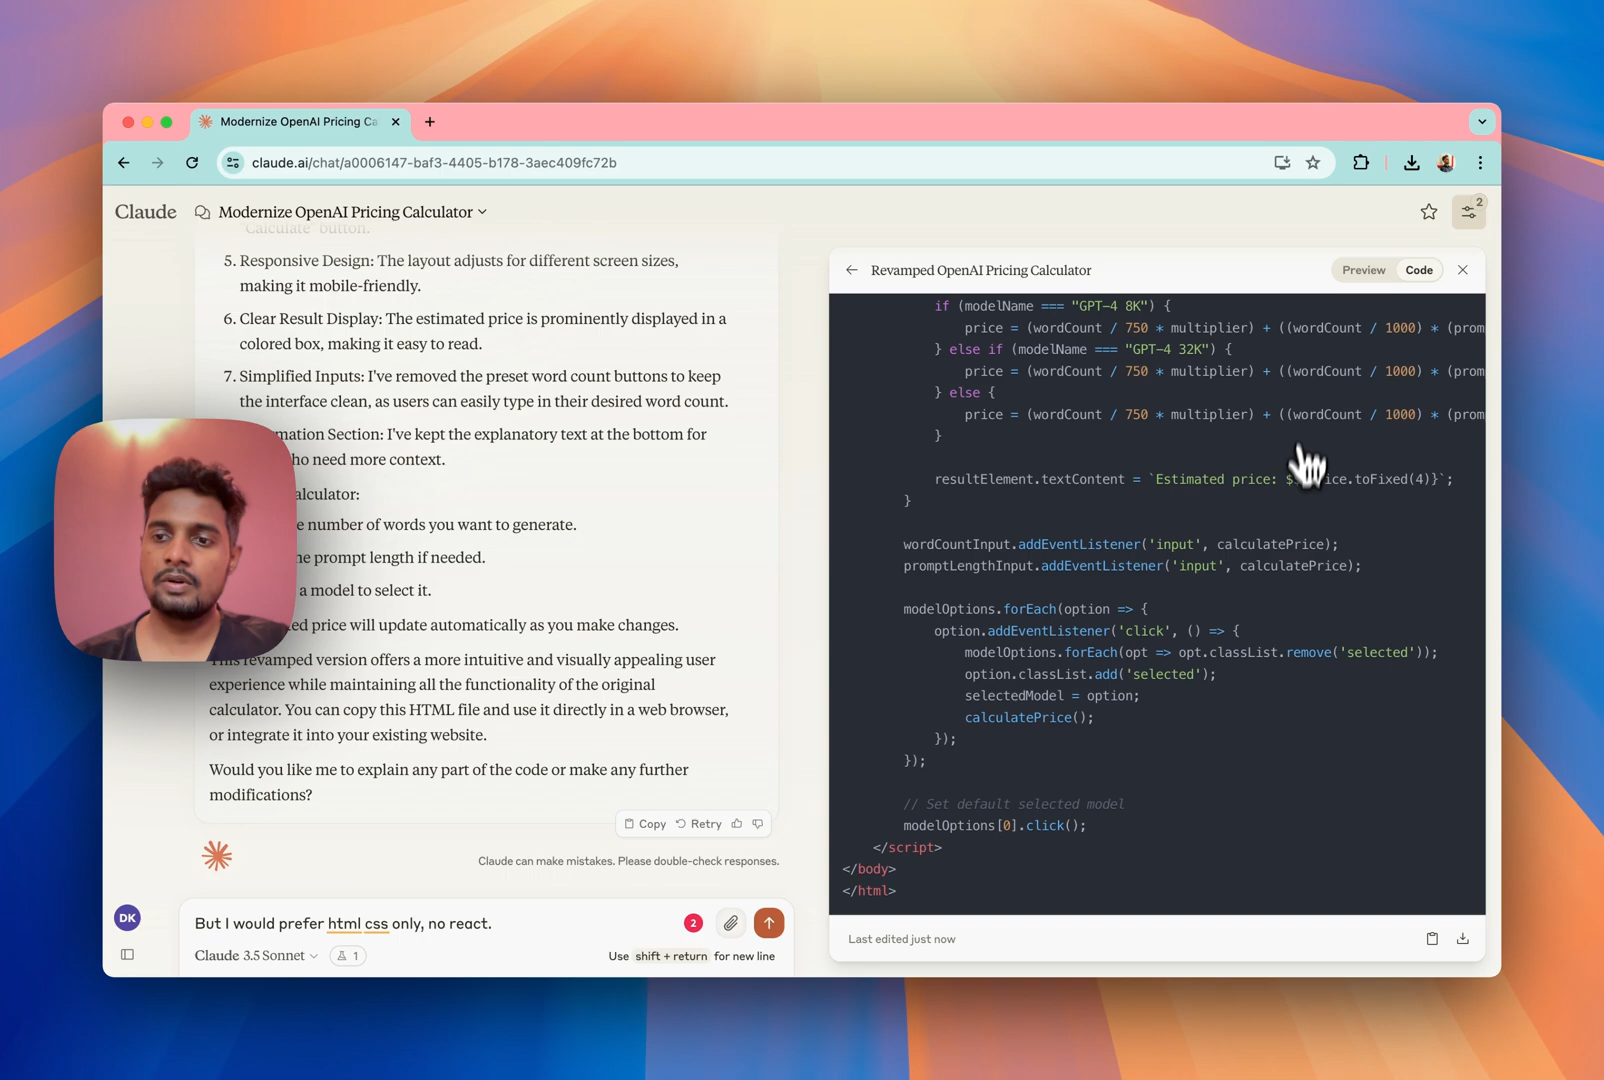 Modernize OpenAI Pricing Ca
claude.ai/chat/a0006147-baf3-4405-b178-3aec409fc72b
Claude
Modernize OpenAI Pricing Calculator
2
Calculate" button.
5. Responsive Design: The layout adjusts for different screen sizes,
making it mobile-friendly.
6. Clear Result Display: The estimated price is prominently displayed in a
colored box, making it easy to read.
7. Simplified Inputs: I've removed the preset word count buttons to keep
the interface clean, as users can easily type in their desired word count.
mation Section: I've kept the explanatory text at the bottom for
ho need more context.
alculator:
e number of words you want to generate.
he prompt length if needed.
a model to select it.
ed price will update automatically as you make changes.
This revamped version offers a more intuitive and visually appealing user
experience while maintaining all the functionality of the original
calculator. You can copy this HTML file and use it directly in a web browser,
or integrate it into your existing website.
Would you like me to explain any part of the code or make any further
modifications?
Copy Retry
Claude can make mistakes. Please double-check responses.
DK
But I would prefer html css only, no react.
2
Claude 3.5 Sonnet
1
Use shift + return for new line
Revamped OpenAI Pricing Calculator
Preview Code
if (modelName === "GPT-4 8K") {
price = (wordCount / 750 * multiplier) + ((wordCount / 1000) * (prom
} else if (modelName === "GPT-4 32K") {
price = (wordCount / 750 * multiplier) + ((wordCount / 1000) * (prom
} else {
price = (wordCount / 750 * multiplier) + ((wordCount / 1000) * (prom
}
resultElement.textContent = `Estimated price: $ ice.toFixed(4)}`;
}
wordCountInput.addEventListener('input', calculatePrice);
promptLengthInput.addEventListener('input', calculatePrice);
modelOptions.forEach(option => {
option.addEventListener('click', () => {
modelOptions.forEach(opt => opt.classList.remove('selected'));
option.classList.add('selected');
selectedModel = option;
calculatePrice();
});
});
// Set default selected model
modelOptions[0].click();
</script>
</body>
</html>
Last edited just now